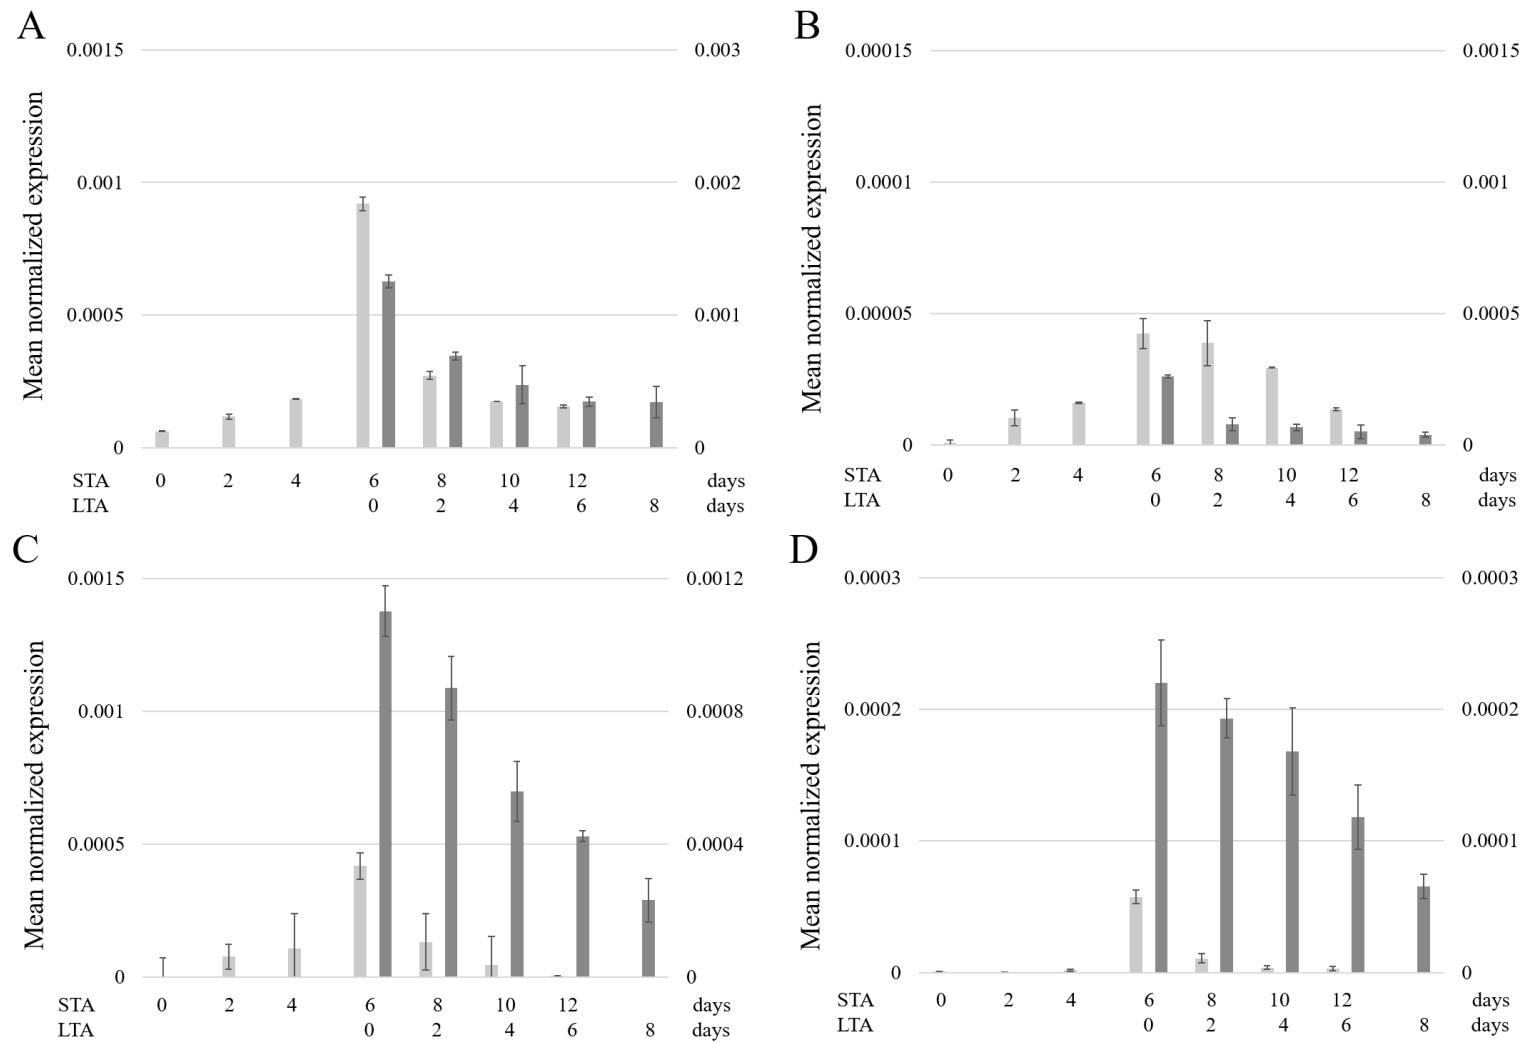 A
B
0.0015 0.003
0.00015 0.0015
Mean normalized expression
0.001 0.002
0.0005 0.001
0 0
Mean normalized expression
0.0001 0.001
0.00005 0.0005
0 0
STA 0 2 4 6 8 10 12 days
LTA 0 2 4 6 8 days
STA 0 2 4 6 8 10 12 days
LTA 0 2 4 6 8 days
C
D
0.0015 0.0012
0.001 0.0008
0.0005 0.0004
0 0
Mean normalized expression
0.0003 0.0003
0.0002 0.0002
0.0001 0.0001
0 0
Mean normalized expression
STA 0 2 4 6 8 10 12 days
LTA 0 2 4 6 8 days
STA 0 2 4 6 8 10 12 days
LTA 0 2 4 6 8 days